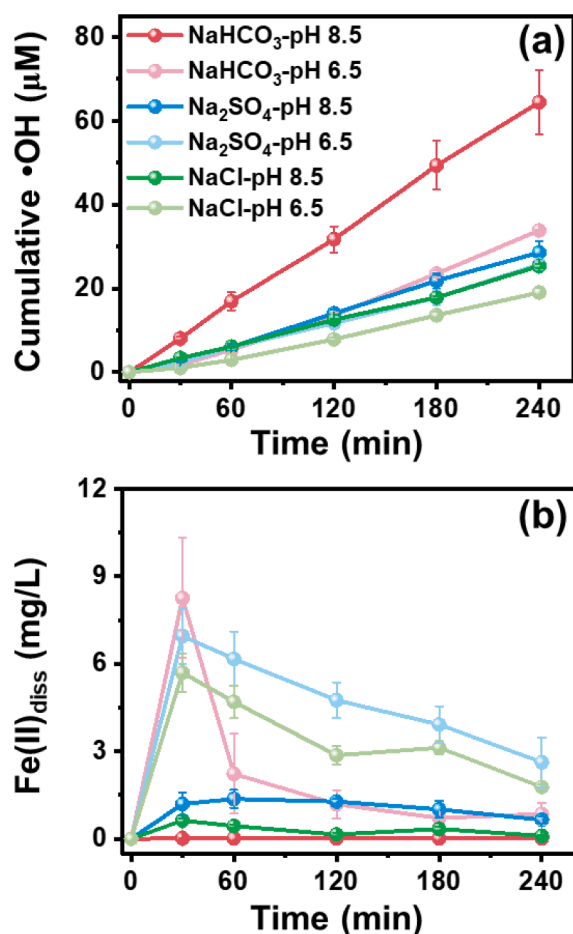 (a)
Cumulative •OH (μM)
80
60
40
20
0
NaHCO₃-pH 8.5
NaHCO₃-pH 6.5
Na₂SO₄-pH 8.5
Na₂SO₄-pH 6.5
NaCl-pH 8.5
NaCl-pH 6.5
0 60 120 180 240
Time (min)
(b)
Fe(II)diss (mg/L)
12
9
6
3
0
0 60 120 180 240
Time (min)